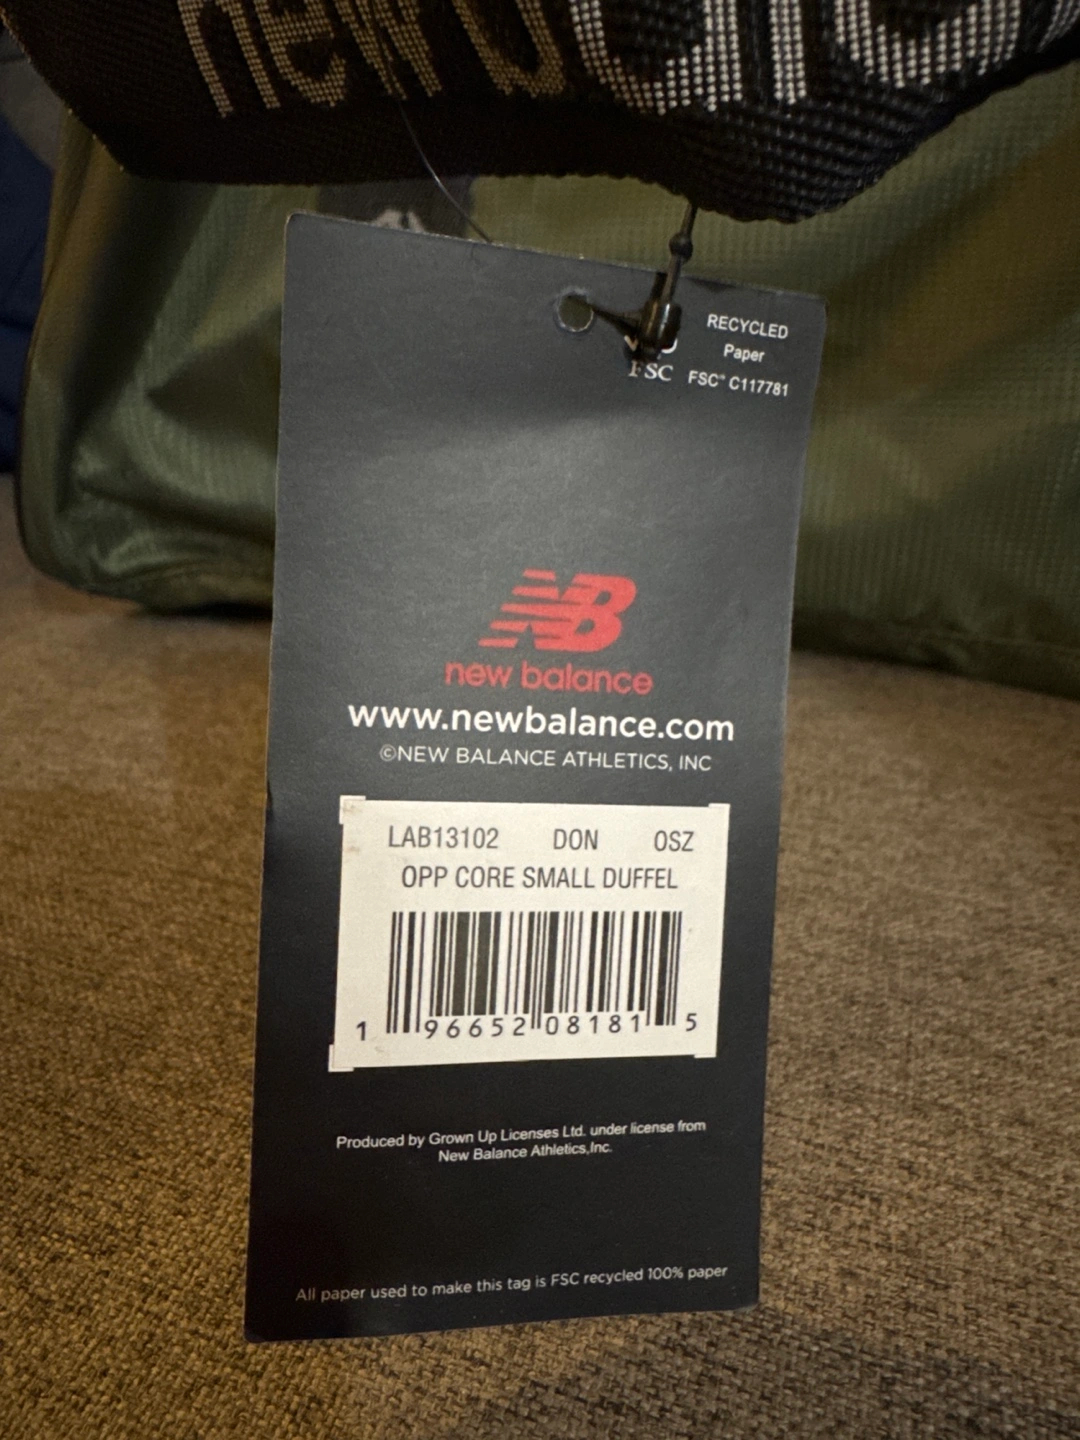 new
RECYCLED
Paper
FSC
FSC® C117781
NB
new balance
www.newbalance.com
©NEW BALANCE ATHLETICS, INC
LAB13102 DON OSZ
OPP CORE SMALL DUFFEL
1 96652 08181 5
Produced by Grown Up Licenses Ltd. under license from
New Balance Athletics,Inc.
All paper used to make this tag is FSC recycled 100% paper